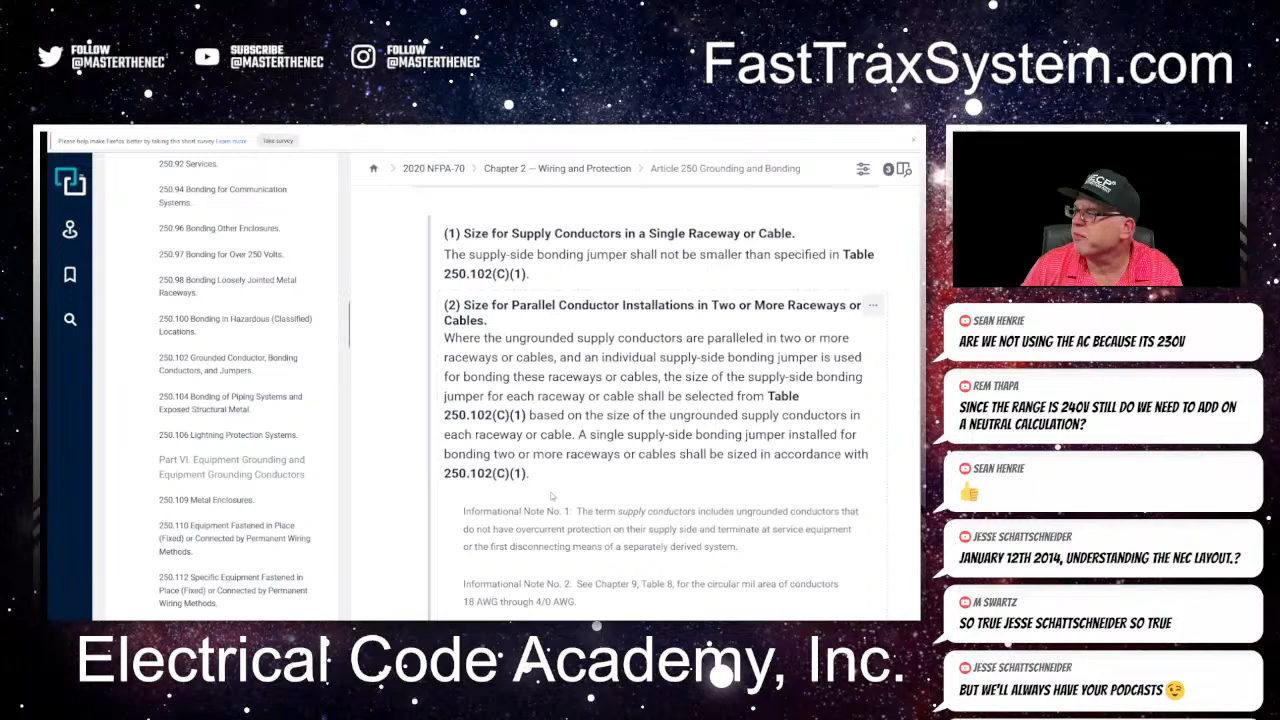 FOLLOW
@MASTERTHENEC
SUBSCRIBE
@MASTERTHENEC
FOLLOW
@MASTERTHENEC
FastTraxSystem.com
Please help make Firefox better by taking this short survey Learn more
Take survey
250.92 Services.
250.94 Bonding for Communication
Systems.
250.96 Bonding Other Enclosures.
250.97 Bonding for Over 250 Volts.
250.98 Bonding Loosely Jointed Metal
Raceways.
250.100 Bonding in Hazardous (Classified)
Locations.
250.102 Grounded Conductor, Bonding
Conductors, and Jumpers.
250.104 Bonding of Piping Systems and
Exposed Structural Metal.
250.106 Lightning Protection Systems.
Part VI. Equipment Grounding and
Equipment Grounding Conductors
250.109 Metal Enclosures.
250.110 Equipment Fastened in Place
(Fixed) or Connected by Permanent Wiring
Methods.
250.112 Specific Equipment Fastened in
Place (Fixed) or Connected by Permanent
Wiring Methods.
2020 NFPA-70 > Chapter 2 — Wiring and Protection > Article 250 Grounding and Bonding
3
(1) Size for Supply Conductors in a Single Raceway or Cable.
The supply-side bonding jumper shall not be smaller than specified in Table
250.102(C)(1).
(2) Size for Parallel Conductor Installations in Two or More Raceways or
Cables.
Where the ungrounded supply conductors are paralleled in two or more
raceways or cables, and an individual supply-side bonding jumper is used
for bonding these raceways or cables, the size of the supply-side bonding
jumper for each raceway or cable shall be selected from Table
250.102(C)(1) based on the size of the ungrounded supply conductors in
each raceway or cable. A single supply-side bonding jumper installed for
bonding two or more raceways or cables shall be sized in accordance with
250.102(C)(1).
Informational Note No. 1: The term supply conductors includes ungrounded conductors that
do not have overcurrent protection on their supply side and terminate at service equipment
or the first disconnecting means of a separately derived system.
Informational Note No. 2: See Chapter 9, Table 8, for the circular mil area of conductors
18 AWG through 4/0 AWG.
SEAN HENRIE
ARE WE NOT USING THE AC BECAUSE ITS 230V
REM THAPA
SINCE THE RANGE IS 240V STILL DO WE NEED TO ADD ON
A NEUTRAL CALCULATION?
SEAN HENRIE
👍
JESSE SCHATTSCHNEIDER
JANUARY 12TH 2014, UNDERSTANDING THE NEC LAYOUT.?
M SWARTZ
SO TRUE JESSE SCHATTSCHNEIDER SO TRUE
JESSE SCHATTSCHNEIDER
BUT WE'LL ALWAYS HAVE YOUR PODCASTS 😉
Electrical Code Academy, Inc.